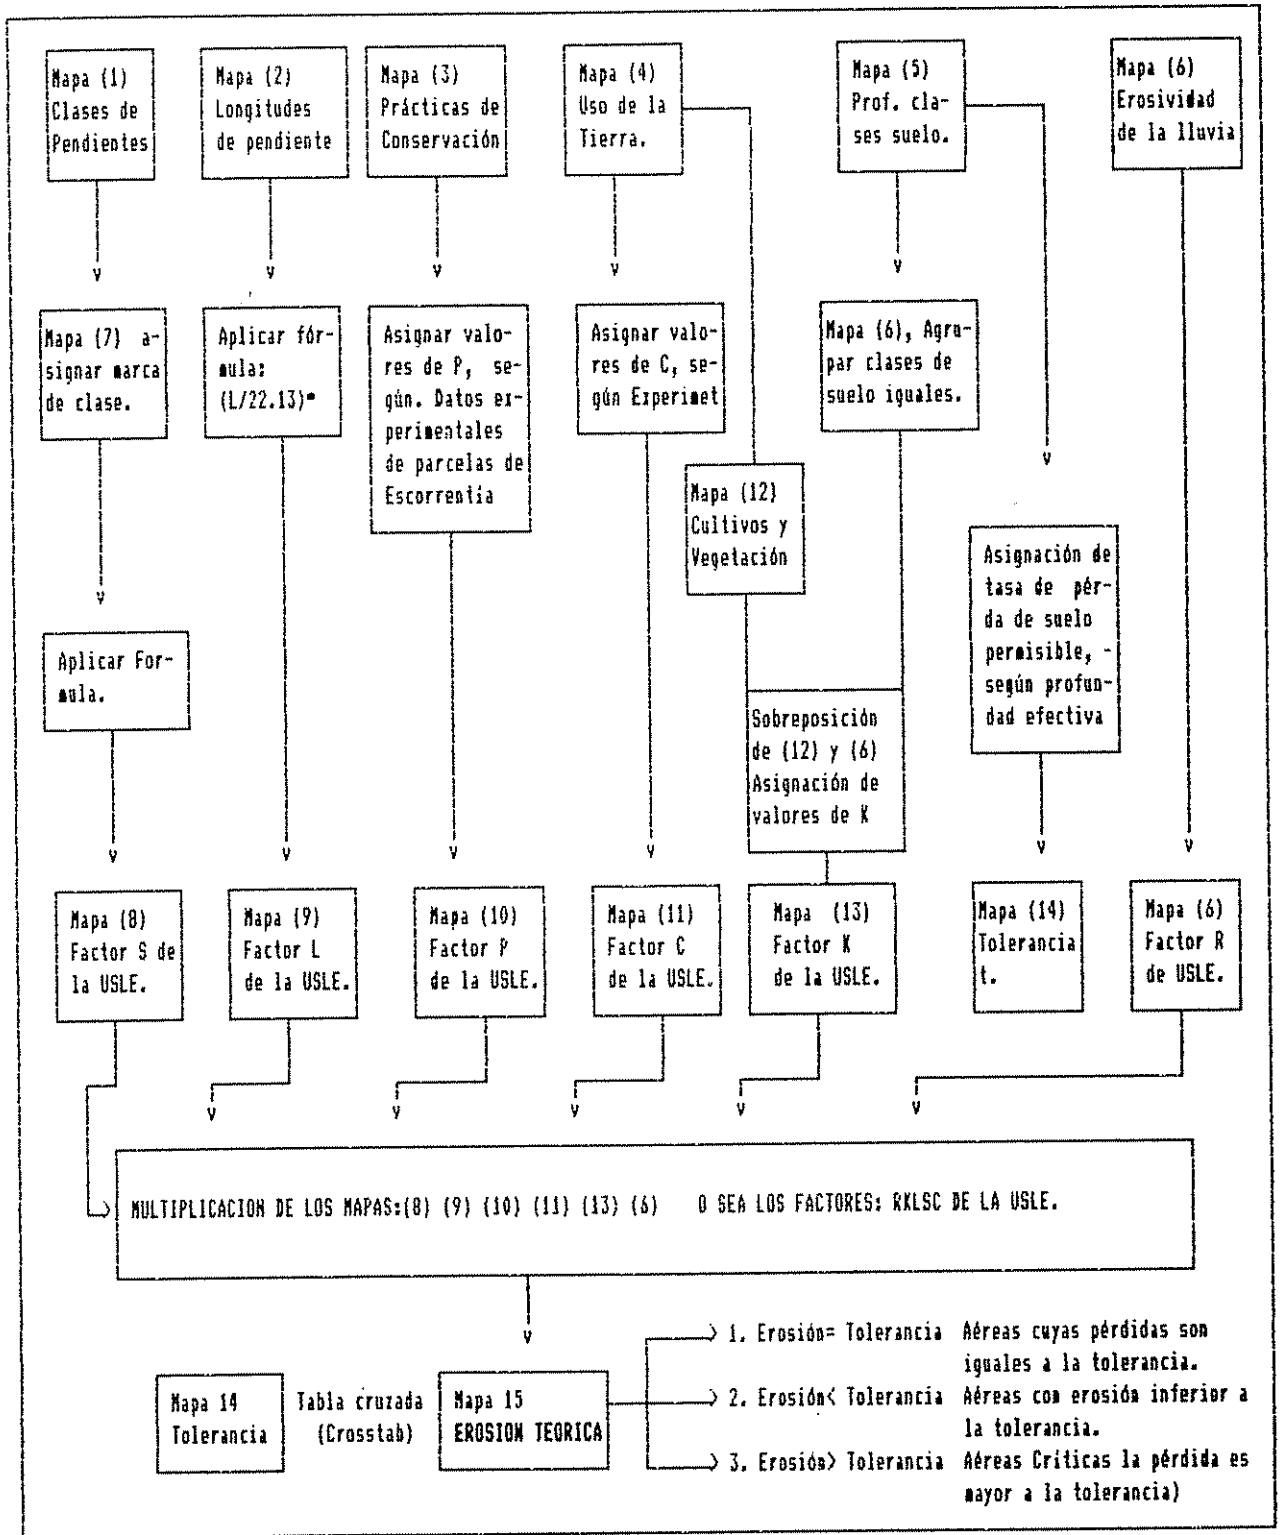 Mapa (1)
Clases de
Pendientes
Mapa (2)
Longitudes
de pendiente
Mapa (3)
Prácticas de
Conservación
Mapa (4)
Uso de la
Tierra.
Mapa (5)
Prof. cla-
ses suelo.
Mapa (6)
Erosividad
de la lluvia
Mapa (7) a-
signar marca
de clase.
Aplicar fór-
mula:
(L/22.13)ᵐ
Asignar valo-
res de P, se-
gún. Datos ex-
perimentales
de parcelas de
Escorrentía
Asignar valo-
res de C, se-
gún Experimet
Mapa (6), Agru-
par clases de
suelo iguales.
Mapa (12)
Cultivos y
Vegetación
Asignación de
tasa de pér-
da de suelo
permisible, -
según profun-
dad efectiva
Aplicar For-
mula.
Sobreposición
de (12) y (6)
Asignación de
valores de K
Mapa (8)
Factor S de
la USLE.
Mapa (9)
Factor L
de la USLE.
Mapa (10)
Factor P
de la USLE.
Mapa (11)
Factor C
de la USLE.
Mapa (13)
Factor K
de la USLE.
Mapa (14)
Tolerancia
t.
Mapa (6)
Factor R
de USLE.
MULTIPLICACION DE LOS MAPAS:(8) (9) (10) (11) (13) (6) O SEA LOS FACTORES: RKLSC DE LA USLE.
Mapa 14
Tolerancia
Tabla cruzada
(Crosstab)
Mapa 15
EROSION TEORICA
1. Erosión= Tolerancia Aéreas cuyas pérdidas son
iguales a la tolerancia.
2. Erosión< Tolerancia Aéreas con erosión inferior a
la tolerancia.
3. Erosión> Tolerancia Aéreas Críticas la pérdida es
mayor a la tolerancia)